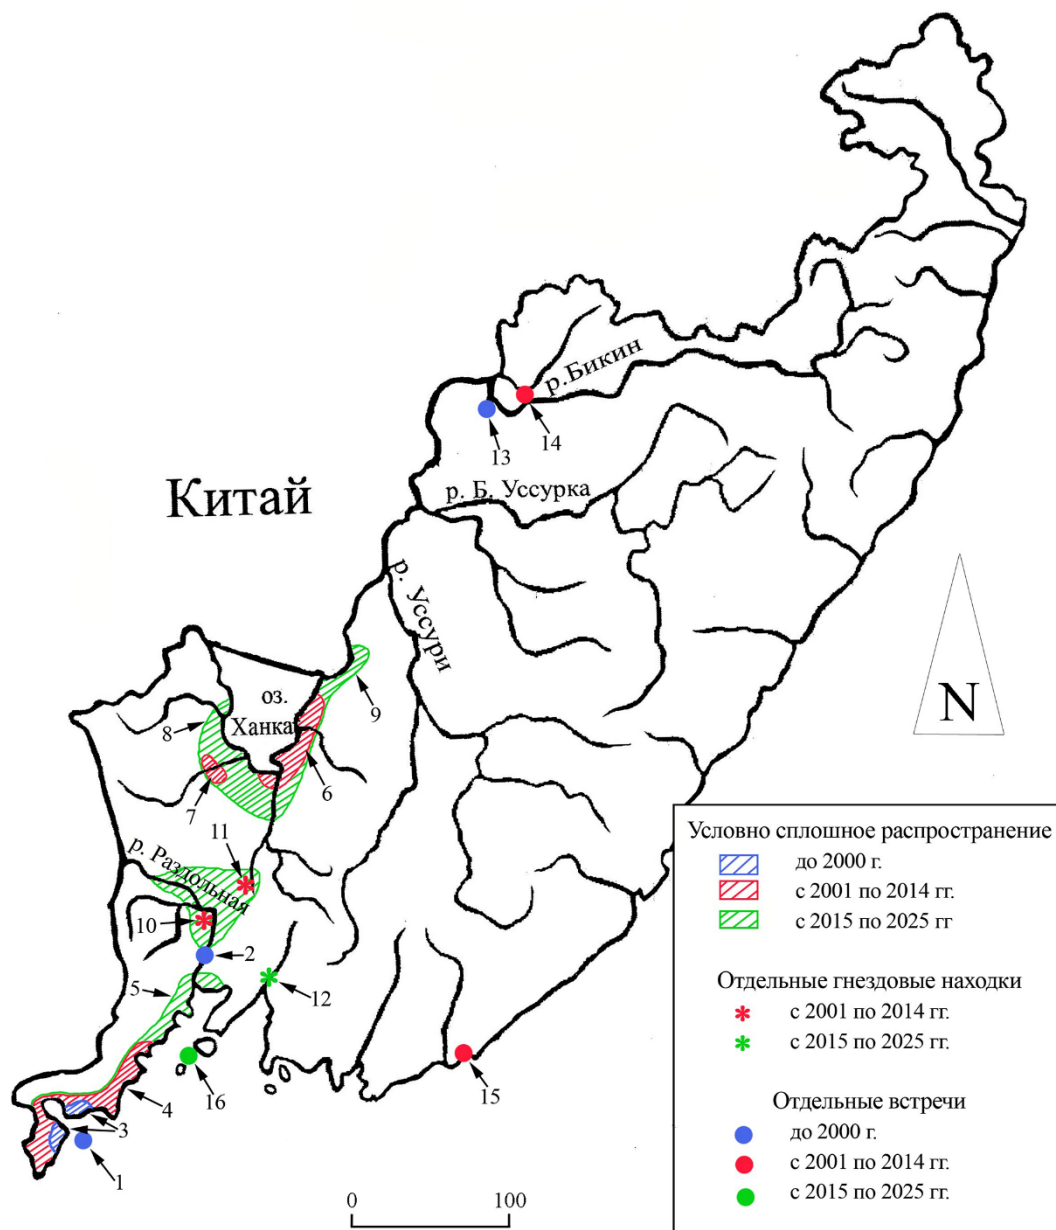 р.Бикин
13
14
Китай
р. Б. Уссурка
р. Уссури
оз.
Ханка
N
8
9
7
6
11
р. Раздольная
10
2
5
12
4
16
15
3
1
0 100
Условно сплошное распространение
до 2000 г.
с 2001 по 2014 гг.
с 2015 по 2025 гг
Отдельные гнездовые находки
с 2001 по 2014 гг.
с 2015 по 2025 гг.
Отдельные встречи
до 2000 г.
с 2001 по 2014 гг.
с 2015 по 2025 гг.